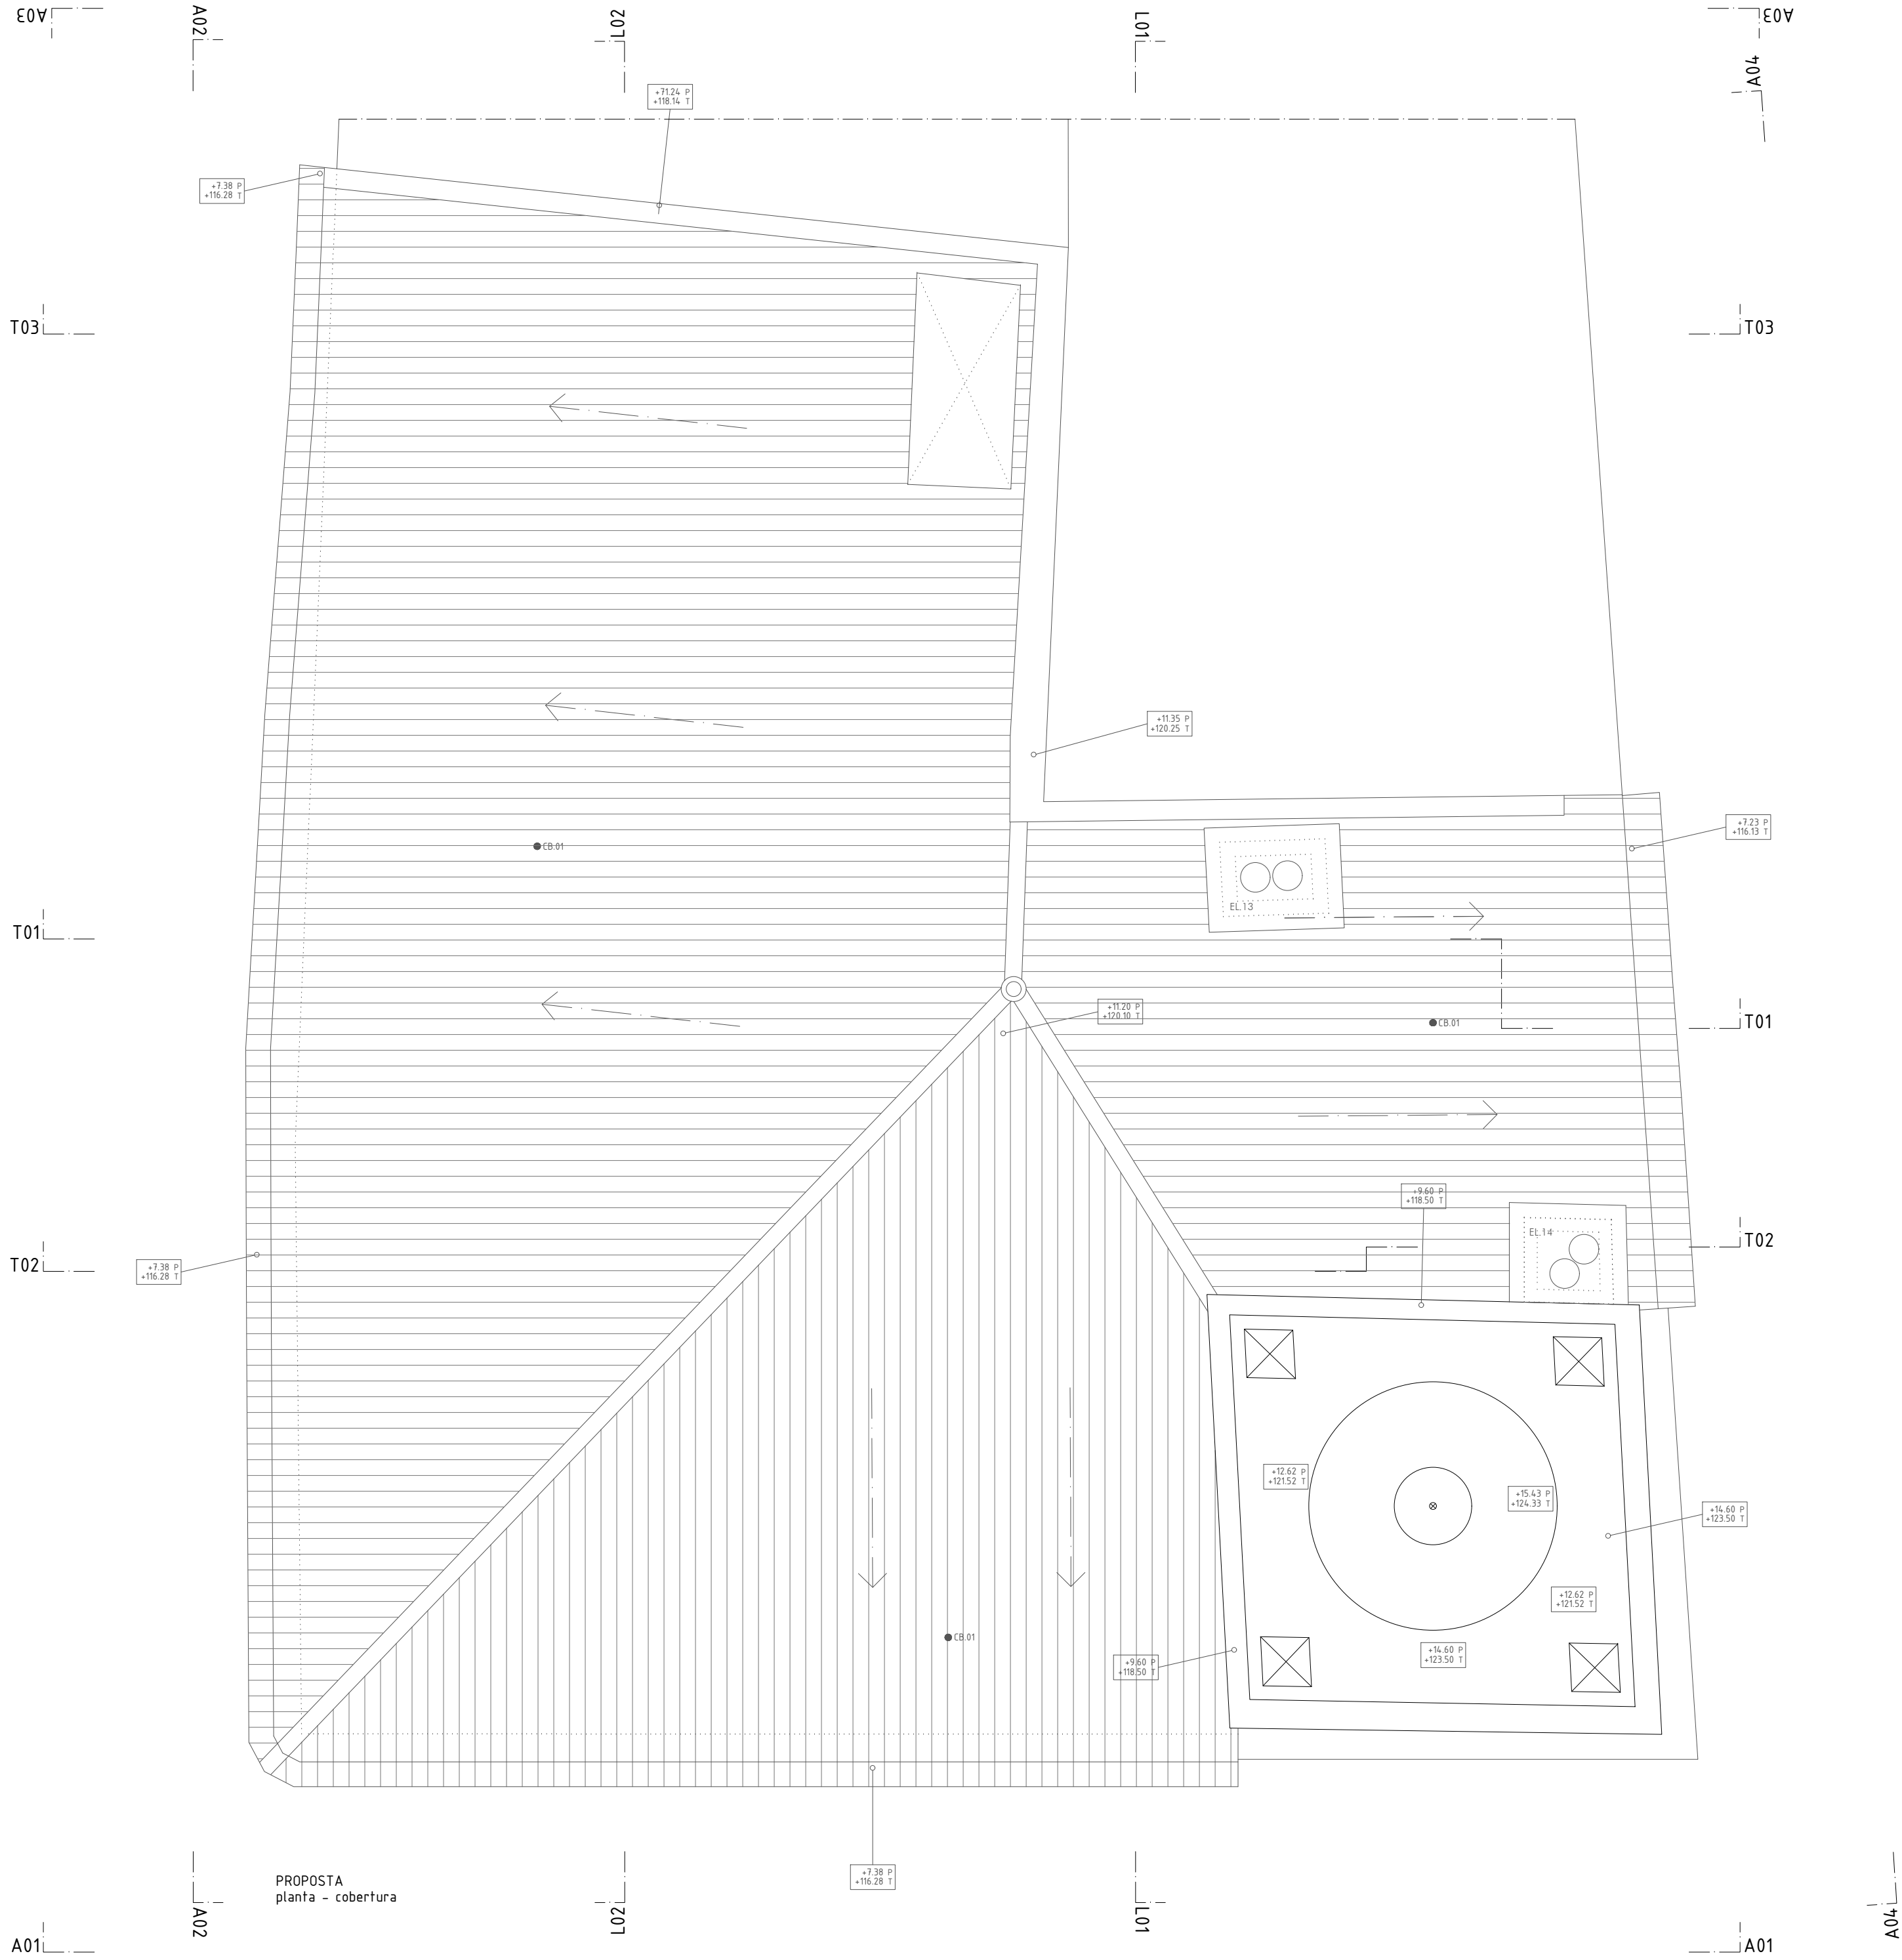 A03
A02
L02
L01
A03
A04
+71.24 P
+118.14 T
+7.38 P
+116.28 T
T03
T03
+11.35 P
+120.25 T
+7.23 P
+116.13 T
CB.01
EL.13
T01
+11.20 P
+120.10 T
CB.01
T01
+9.60 P
+118.50 T
EL.14
T02
T02
+7.38 P
+116.28 T
+12.62 P
+121.52 T
+15.43 P
+124.33 T
+14.60 P
+123.50 T
+12.62 P
+121.52 T
CB.01
+14.60 P
+123.50 T
+9.60 P
+118.50 T
+7.38 P
+116.28 T
PROPOSTA
planta - cobertura
A02
L02
L01
A04
A01
A01